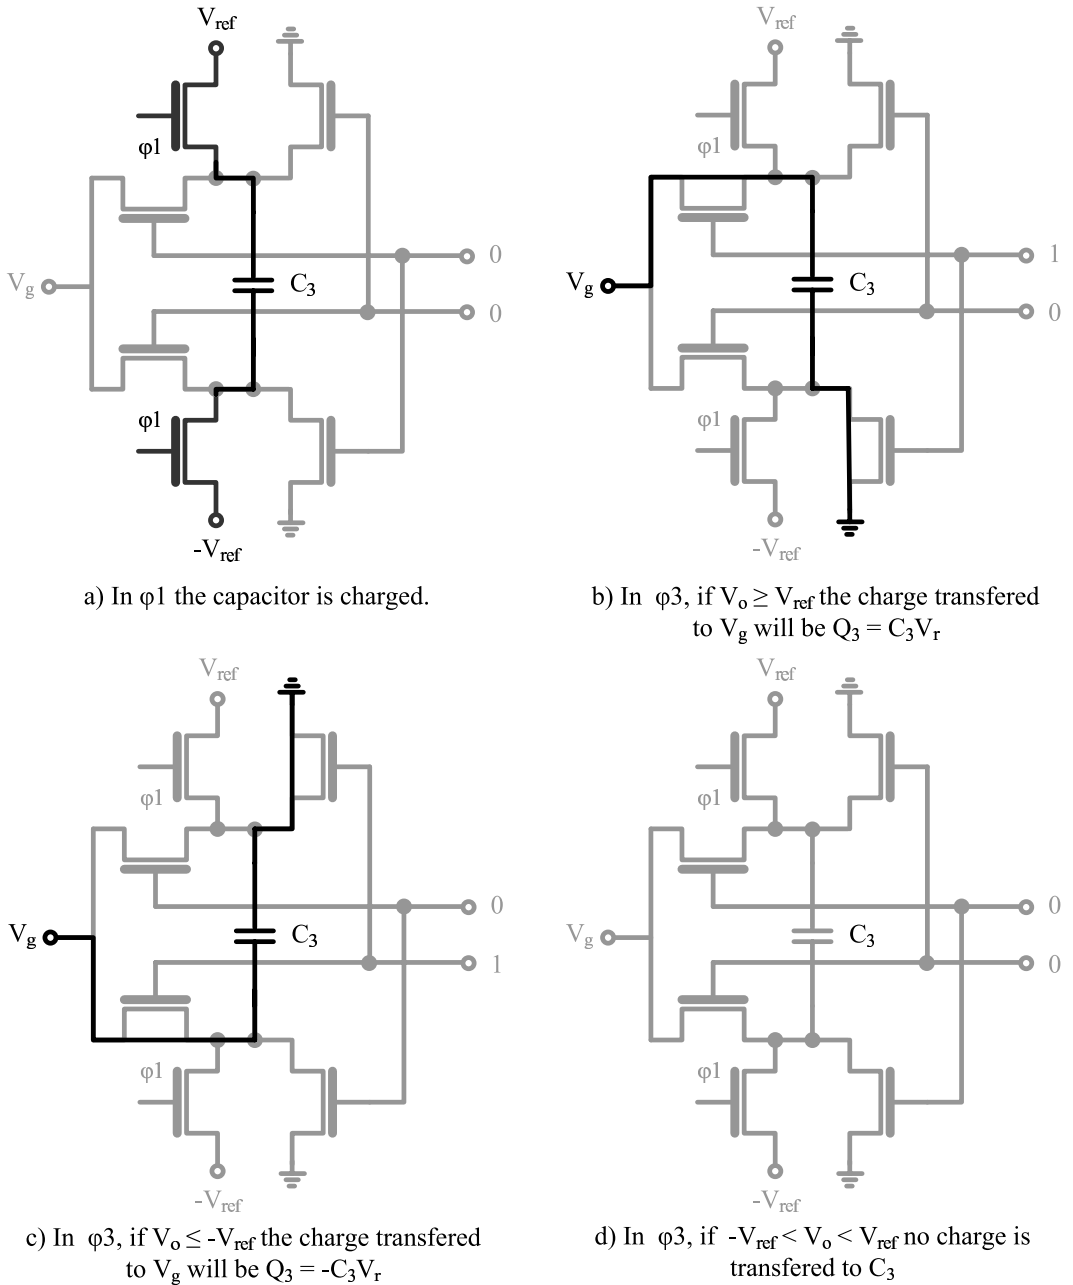 Vref
φ1
0
C3
Vg
0
φ1
-Vref
a) In φ1 the capacitor is charged.
Vref
φ1
1
Vg
C3
0
φ1
-Vref
b) In φ3, if Vo ≥ Vref the charge transfered
to Vg will be Q3 = C3Vr
Vref
φ1
0
Vg
C3
1
φ1
-Vref
c) In φ3, if Vo ≤ -Vref the charge transfered
to Vg will be Q3 = -C3Vr
Vref
φ1
0
Vg
C3
0
φ1
-Vref
d) In φ3, if -Vref < Vo < Vref no charge is
transfered to C3